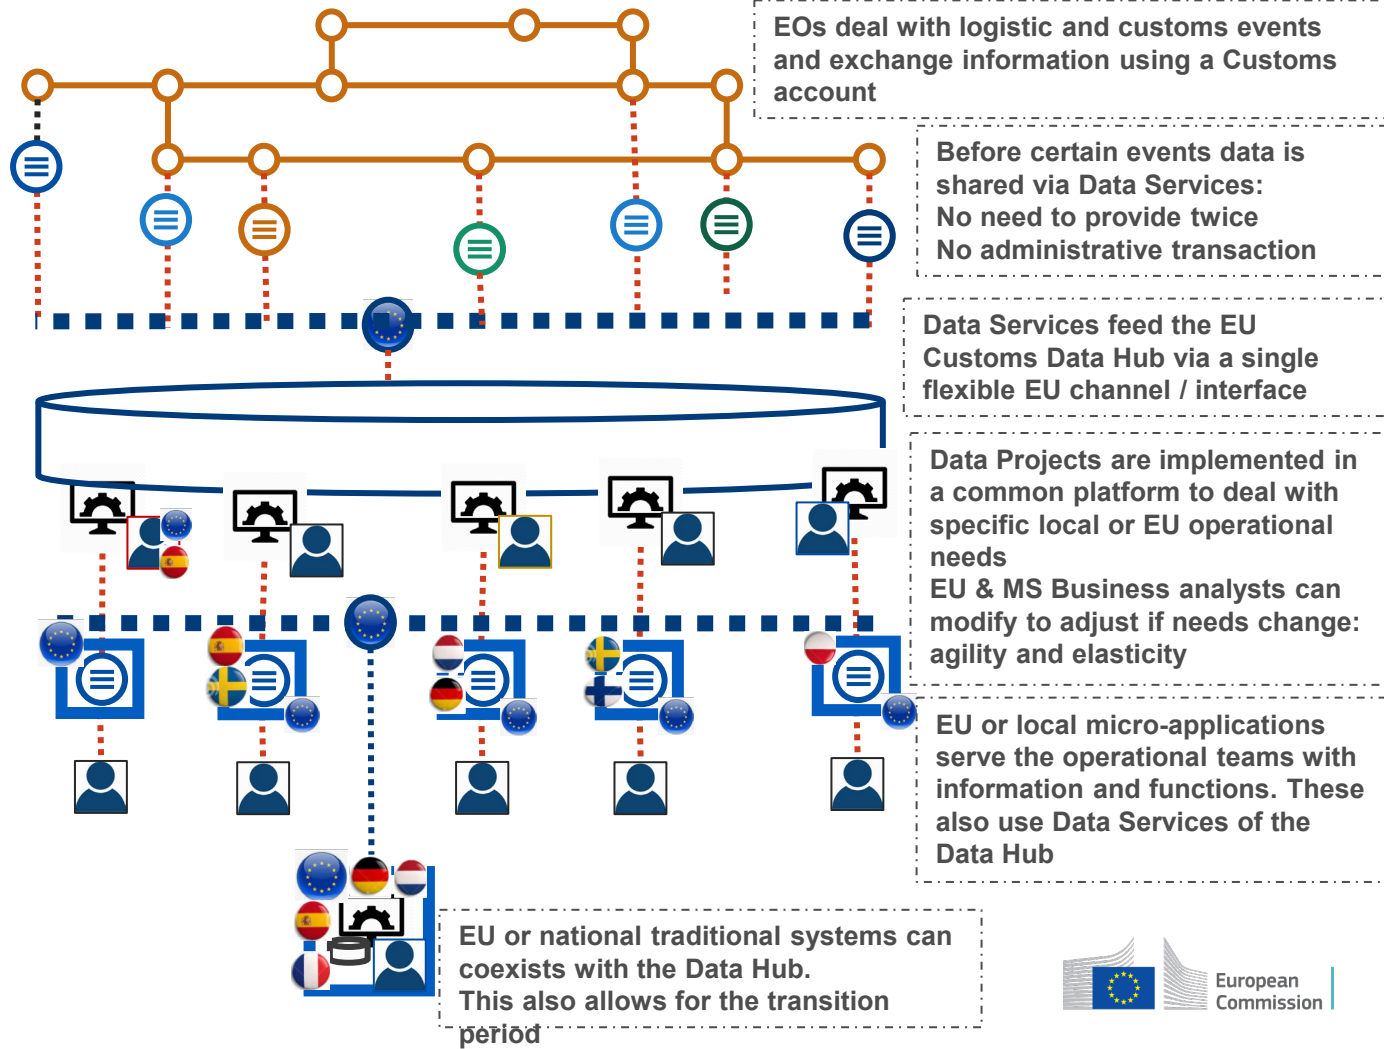 EOs deal with logistic and customs events
and exchange information using a Customs
account
Before certain events data is
shared via Data Services:
No need to provide twice
No administrative transaction
Data Services feed the EU
Customs Data Hub via a single
flexible EU channel / interface
Data Projects are implemented in
a common platform to deal with
specific local or EU operational
needs
EU & MS Business analysts can
modify to adjust if needs change:
agility and elasticity
EU or local micro-applications
serve the operational teams with
information and functions. These
also use Data Services of the
Data Hub
EU or national traditional systems can
coexists with the Data Hub.
This also allows for the transition
period
European
Commission